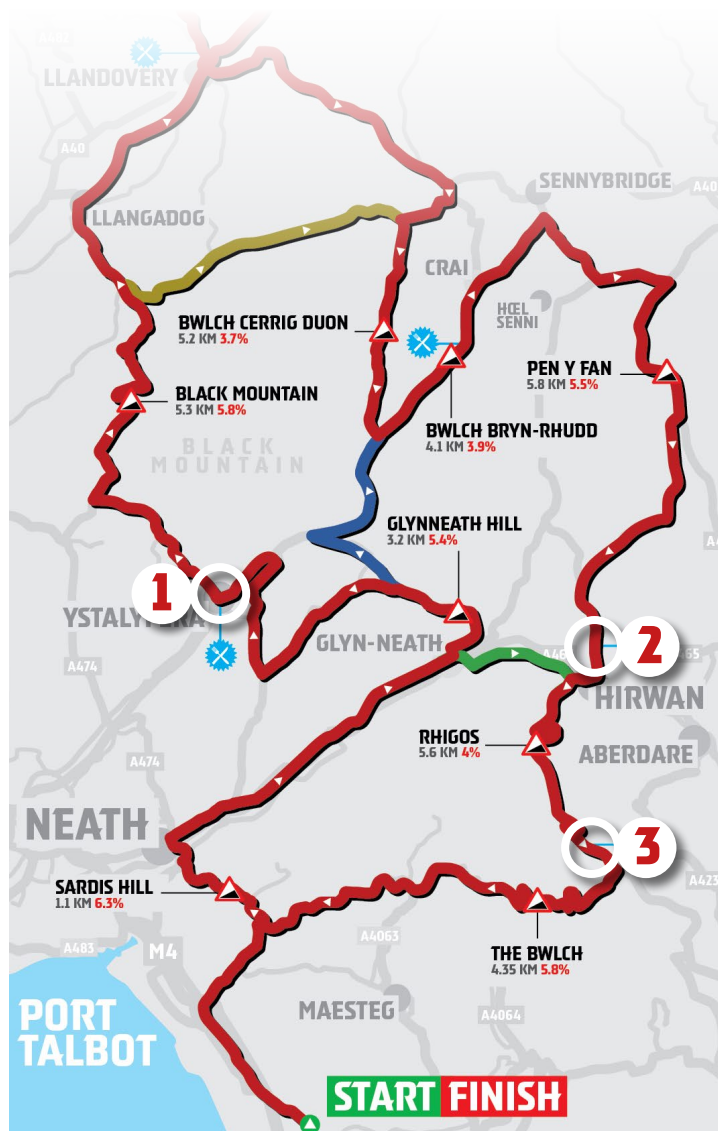 LLANDOVERY
SENNYBRIDGE
A40
A40
LLANGADOG
CRAI
HŒL
SENNI
BWLCH CERRIG DUON
5.2 KM 3.7%
PEN Y FAN
5.8 KM 5.5%
BLACK MOUNTAIN
5.3 KM 5.8%
BWLCH BRYN-RHUDD
4.1 KM 3.9%
BLACK
MOUNTAIN
GLYNNEATH HILL
3.2 KM 5.4%
1
YSTALYFERA
GLYN-NEATH
2
HIRWAN
A474
RHIGOS
5.6 KM 4%
ABERDARE
A474
NEATH
3
SARDIS HILL
1.1 KM 6.3%
A4063
A483
M4
THE BWLCH
4.35 KM 5.8%
PORT
TALBOT
MAESTEG
A4064
START FINISH